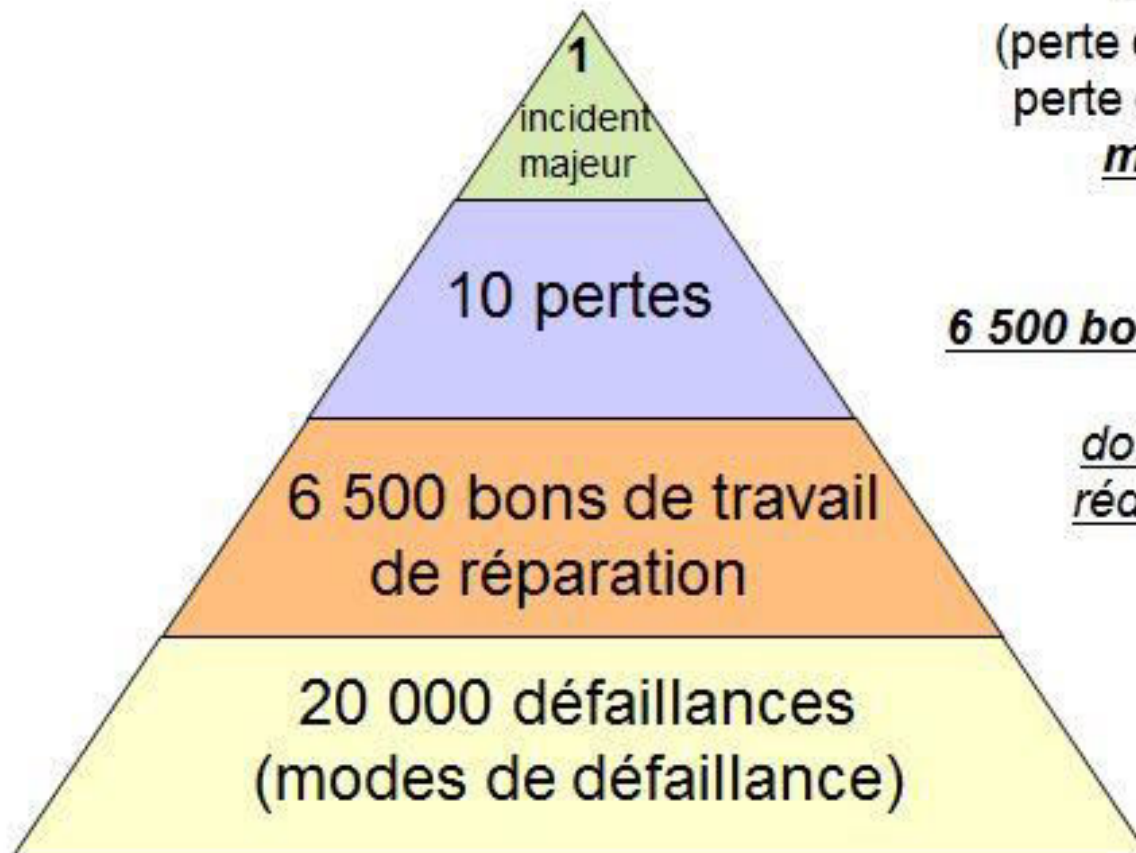 1
incident
majeur
(perte
perte
10 pertes
6 500
6 500 bons de travail
de réparation
20 000 défaillances
(modes de défaillance)